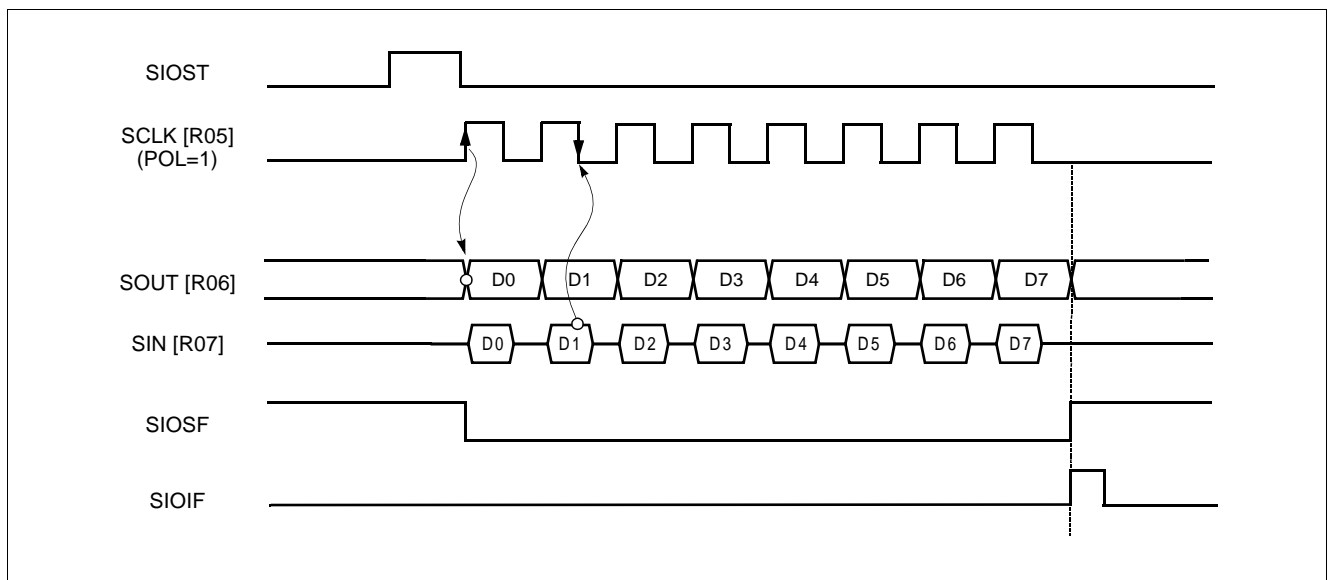 SIOST
SCLK [R05]
(POL=1)
SOUT [R06]
D0 D1 D2 D3 D4 D5 D6 D7
SIN [R07]
D0 D1 D2 D3 D4 D5 D6 D7
SIOSF
SIOIF